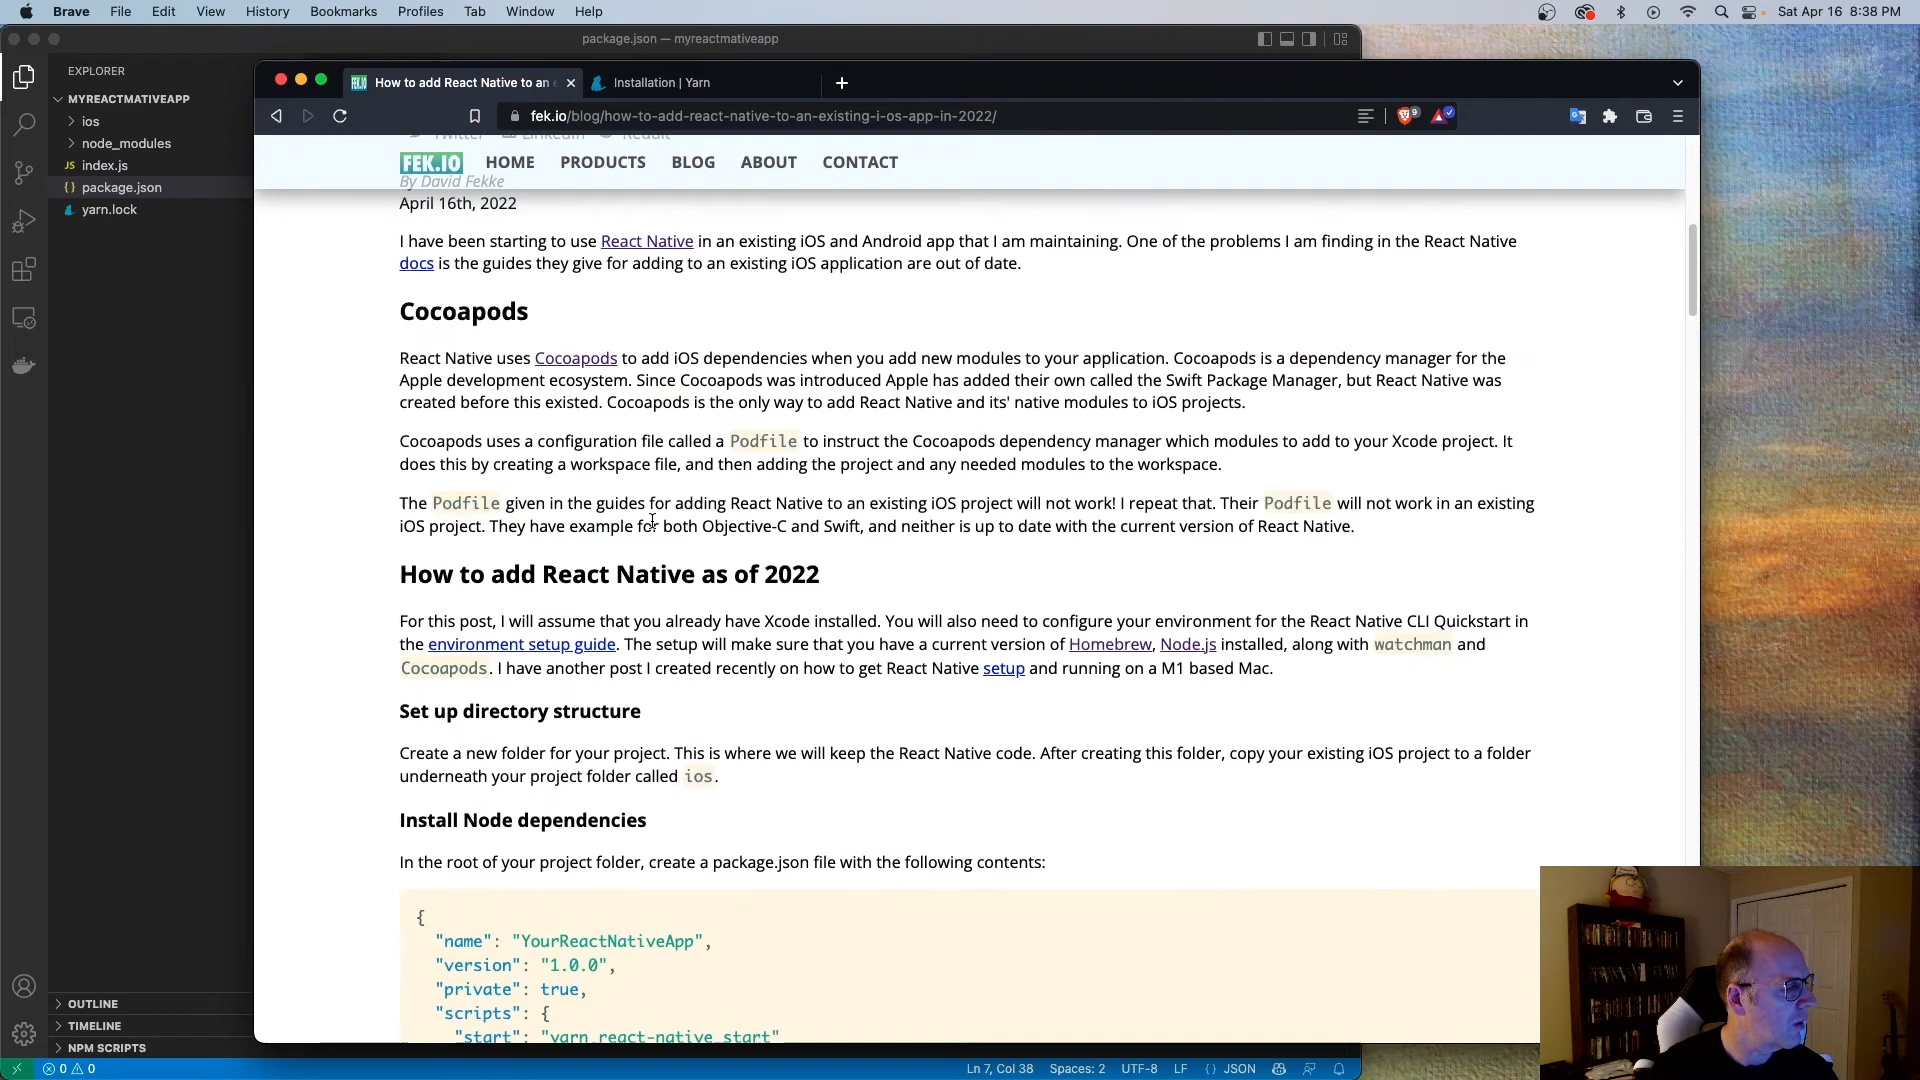 Brave File Edit View History Bookmarks Profiles Tab Window Help
Sat Apr 16 8:38 PM
package.json — myreactmativeapp
EXPLORER
MYREACTMATIVEAPP
ios
node_modules
JS index.js
{} package.json
yarn.lock
OUTLINE
TIMELINE
NPM SCRIPTS
FEK.IO How to add React Native to an
Installation | Yarn
fek.io/blog/how-to-add-react-native-to-an-existing-i-os-app-in-2022/
9
Twitter LinkedIn Reddit
FEK.IO HOME PRODUCTS BLOG ABOUT CONTACT
By David Fekke
April 16th, 2022
I have been starting to use React Native in an existing iOS and Android app that I am maintaining. One of the problems I am finding in the React Native
docs is the guides they give for adding to an existing iOS application are out of date.
Cocoapods
React Native uses Cocoapods to add iOS dependencies when you add new modules to your application. Cocoapods is a dependency manager for the
Apple development ecosystem. Since Cocoapods was introduced Apple has added their own called the Swift Package Manager, but React Native was
created before this existed. Cocoapods is the only way to add React Native and its' native modules to iOS projects.
Cocoapods uses a configuration file called a Podfile to instruct the Cocoapods dependency manager which modules to add to your Xcode project. It
does this by creating a workspace file, and then adding the project and any needed modules to the workspace.
The Podfile given in the guides for adding React Native to an existing iOS project will not work! I repeat that. Their Podfile will not work in an existing
iOS project. They have example for both Objective-C and Swift, and neither is up to date with the current version of React Native.
How to add React Native as of 2022
For this post, I will assume that you already have Xcode installed. You will also need to configure your environment for the React Native CLI Quickstart in
the environment setup guide. The setup will make sure that you have a current version of Homebrew, Node.js installed, along with watchman and
Cocoapods. I have another post I created recently on how to get React Native setup and running on a M1 based Mac.
Set up directory structure
Create a new folder for your project. This is where we will keep the React Native code. After creating this folder, copy your existing iOS project to a folder
underneath your project folder called ios.
Install Node dependencies
In the root of your project folder, create a package.json file with the following contents:
{
"name": "YourReactNativeApp",
"version": "1.0.0",
"private": true,
"scripts": {
"start": "yarn react-native start"
0 0
Ln 7, Col 38 Spaces: 2 UTF-8 LF {} JSON